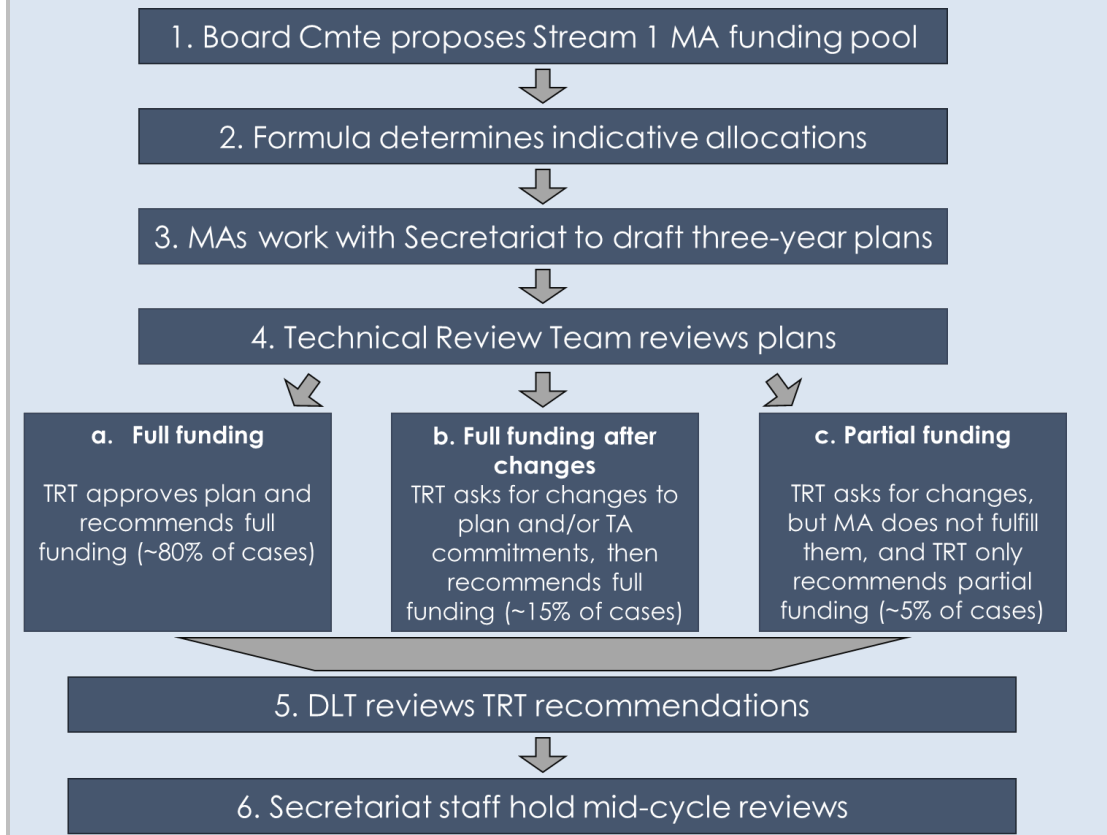 1. Board Cmte proposes Stream 1 MA funding pool
2. Formula determines indicative allocations
3. MAs work with Secretariat to draft three-year plans
4. Technical Review Team reviews plans
a. Full funding
TRT approves plan and
recommends full
funding (~80% of cases)
b. Full funding after
changes
TRT asks for changes to
plan and/or TA
commitments, then
recommends full
funding (~15% of cases)
c. Partial funding
TRT asks for changes,
but MA does not fulfill
them, and TRT only
recommends partial
funding (~5% of cases)
5. DLT reviews TRT recommendations
6. Secretariat staff hold mid-cycle reviews